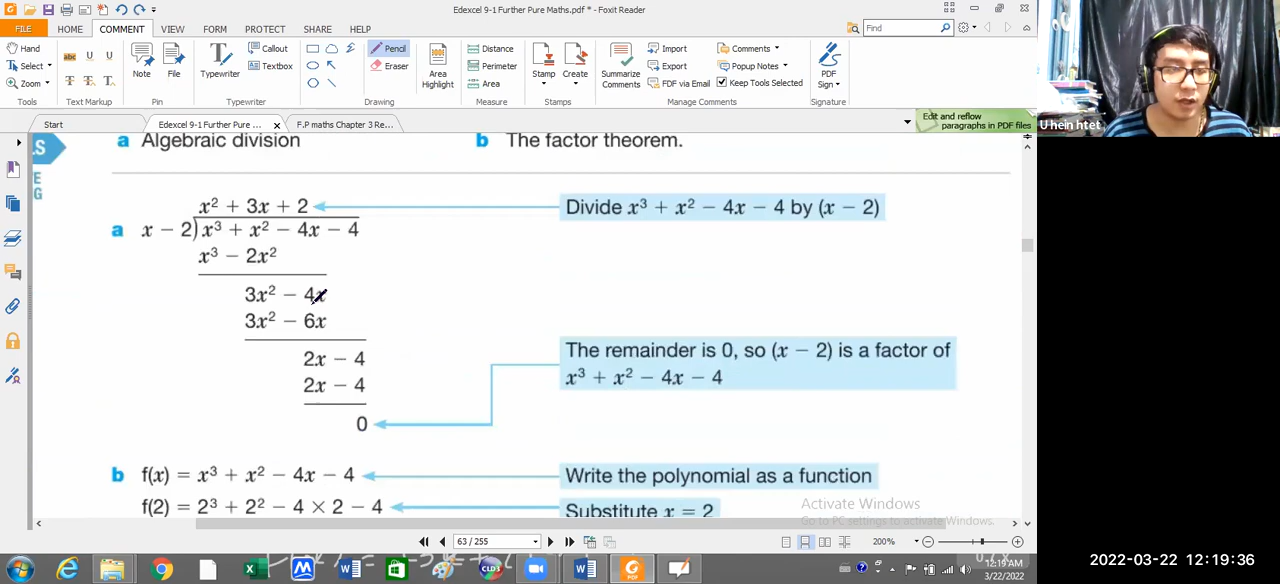 Edexcel 9-1 Further Pure Maths.pdf * - Foxit Reader
FILE HOME COMMENT VIEW FORM PROTECT SHARE HELP
Find
Hand
Select
Zoom
Tools
Text Markup
Note
File
Pin
Typewriter
Callout
Textbox
Typewriter
Pencil
Eraser
Drawing
Area Highlight
Distance
Perimeter
Area
Measure
Stamp
Create
Stamps
Summarize Comments
Import
Export
FDF via Email
Comments
Popup Notes
Keep Tools Selected
Manage Comments
PDF Sign
Signature
Start
Edexcel 9-1 Further Pure ... ×
F.P maths Chapter 3 Re...
Edit and reflow
paragraphs in PDF files
U hein htet
LS
E
G
a Algebraic division
b The factor theorem.
x² + 3x + 2
Divide x³ + x² − 4x − 4 by (x − 2)
a x − 2)x³ + x² − 4x − 4
x³ − 2x²
3x² − 4x
3x² − 6x
2x − 4
2x − 4
0
The remainder is 0, so (x − 2) is a factor of
x³ + x² − 4x − 4
b f(x) = x³ + x² − 4x − 4
Write the polynomial as a function
f(2) = 2³ + 2² − 4 × 2 − 4
Substitute x = 2
Activate Windows
Go to PC settings to activate Windows.
63 / 255
200%
12:19 AM
3/22/2022
2022-03-22 12:19:36